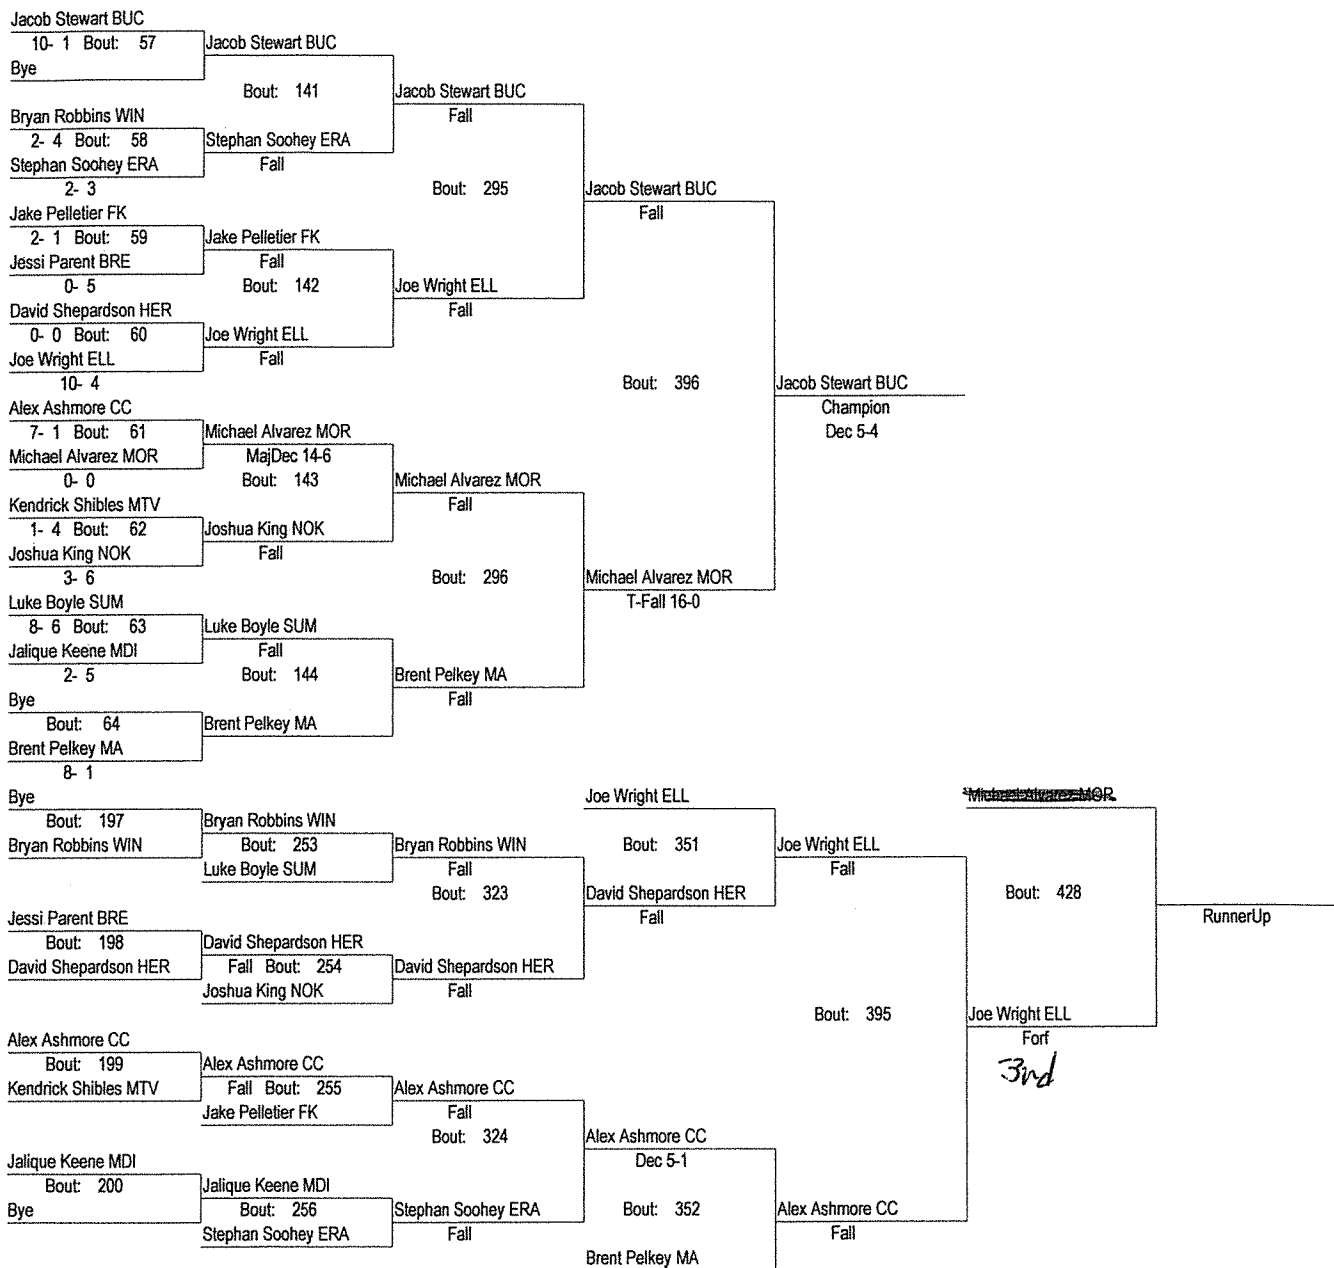 Jacob Stewart BUC
10- 1 Bout: 57
Bye
Jacob Stewart BUC
Bout: 141
Bryan Robbins WIN
2- 4 Bout: 58
Stephan Soohey ERA
2- 3
Stephan Soohey ERA
Fall
Jacob Stewart BUC
Fall
Bout: 295
Jake Pelletier FK
2- 1 Bout: 59
Jessi Parent BRE
0- 5
Jake Pelletier FK
Fall
Bout: 142
David Shepardson HER
0- 0 Bout: 60
Joe Wright ELL
10- 4
Joe Wright ELL
Fall
Joe Wright ELL
Fall
Jacob Stewart BUC
Fall
Bout: 396
Jacob Stewart BUC
Champion
Dec 5-4
Alex Ashmore CC
7- 1 Bout: 61
Michael Alvarez MOR
0- 0
Michael Alvarez MOR
MajDec 14-6
Bout: 143
Kendrick Shibles MTV
1- 4 Bout: 62
Joshua King NOK
3- 6
Joshua King NOK
Fall
Michael Alvarez MOR
Fall
Bout: 296
Michael Alvarez MOR
T-Fall 16-0
Luke Boyle SUM
8- 6 Bout: 63
Jalique Keene MDI
2- 5
Luke Boyle SUM
Fall
Bout: 144
Bye
Bout: 64
Brent Pelkey MA
8- 1
Brent Pelkey MA
Brent Pelkey MA
Fall
Bye
Bout: 197
Bryan Robbins WIN
Bryan Robbins WIN
Bout: 253
Luke Boyle SUM
Bryan Robbins WIN
Fall
Bout: 323
Jessi Parent BRE
Bout: 198
David Shepardson HER
David Shepardson HER
Fall Bout: 254
Joshua King NOK
David Shepardson HER
Fall
Joe Wright ELL
Bout: 351
David Shepardson HER
Fall
Joe Wright ELL
Fall
Bout: 395
Michael Alvarez MOR
Bout: 428
RunnerUp
Joe Wright ELL
Forf
3rd
Alex Ashmore CC
Bout: 199
Kendrick Shibles MTV
Alex Ashmore CC
Fall Bout: 255
Jake Pelletier FK
Alex Ashmore CC
Fall
Bout: 324
Jalique Keene MDI
Bout: 200
Bye
Jalique Keene MDI
Bout: 256
Stephan Soohey ERA
Stephan Soohey ERA
Fall
Alex Ashmore CC
Dec 5-1
Bout: 352
Brent Pelkey MA
Alex Ashmore CC
Fall